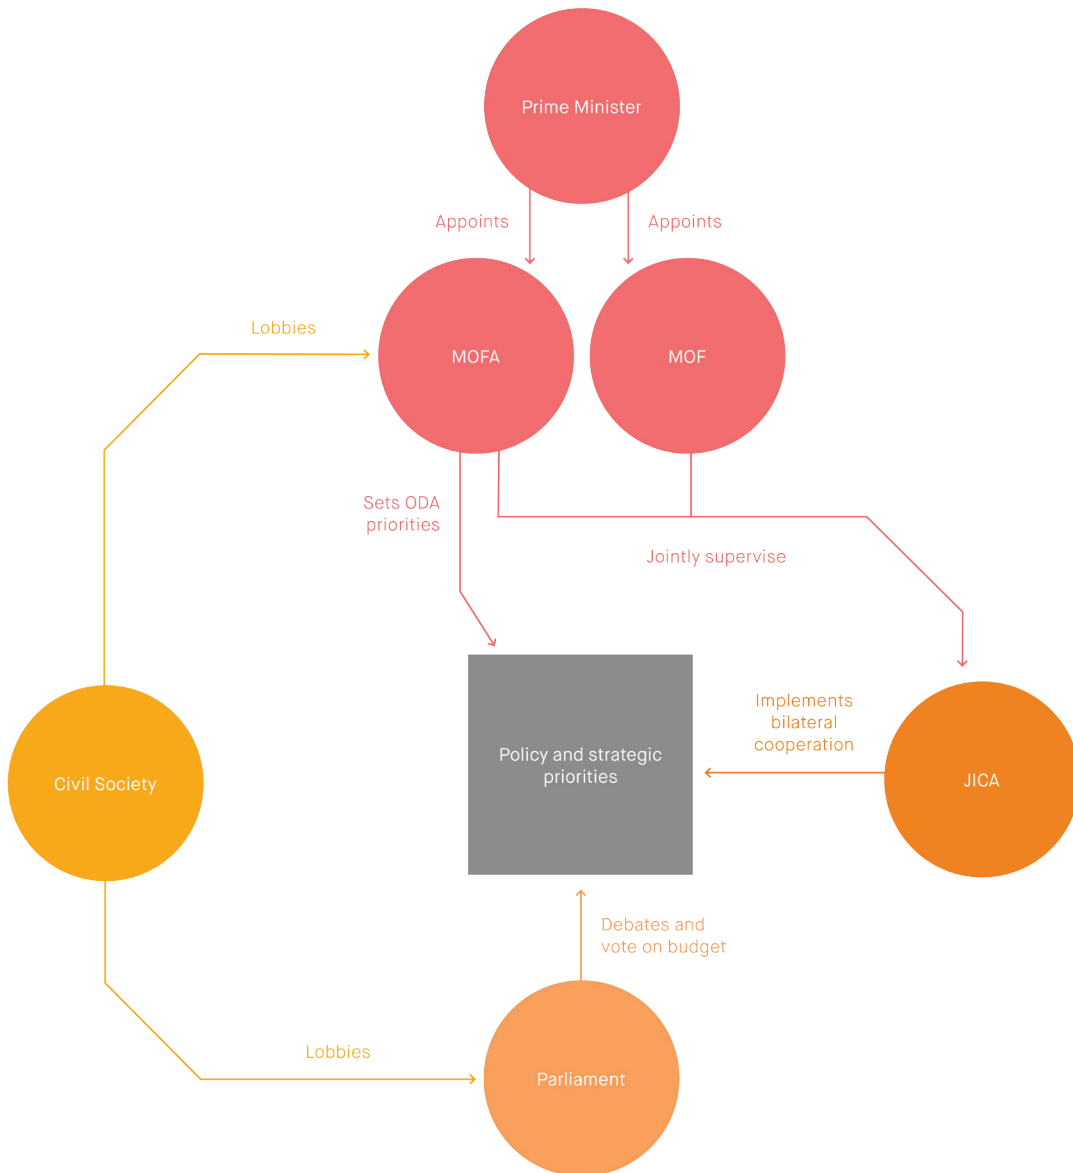 Prime Minister
Appoints
Appoints
Lobbies
MOFA
MOF
Sets ODA
priorities
Jointly supervise
Implements
bilateral
cooperation
Policy and strategic
priorities
Civil Society
JICA
Debates and
vote on budget
Lobbies
Parliament